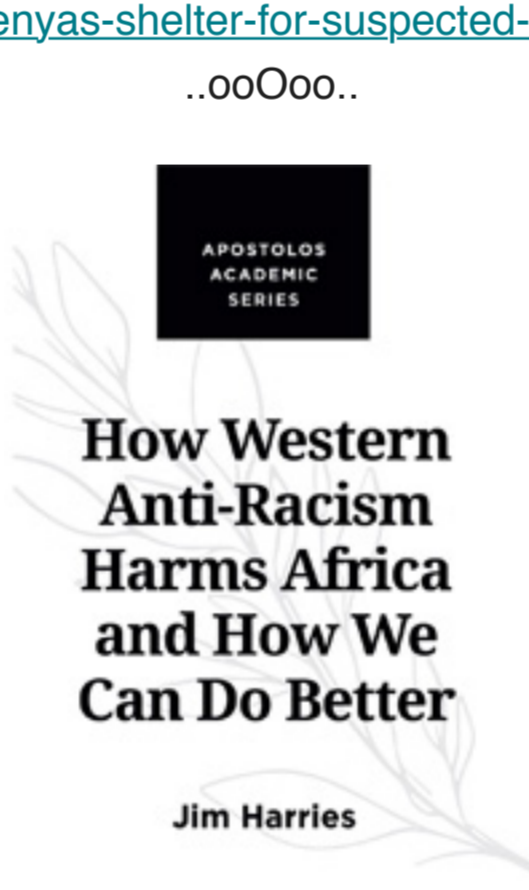 enyas-shelter-for-suspected-
..ooOoo..
APOSTOLOS
ACADEMIC
SERIES
How Western
Anti-Racism
Harms Africa
and How We
Can Do Better
Jim Harries